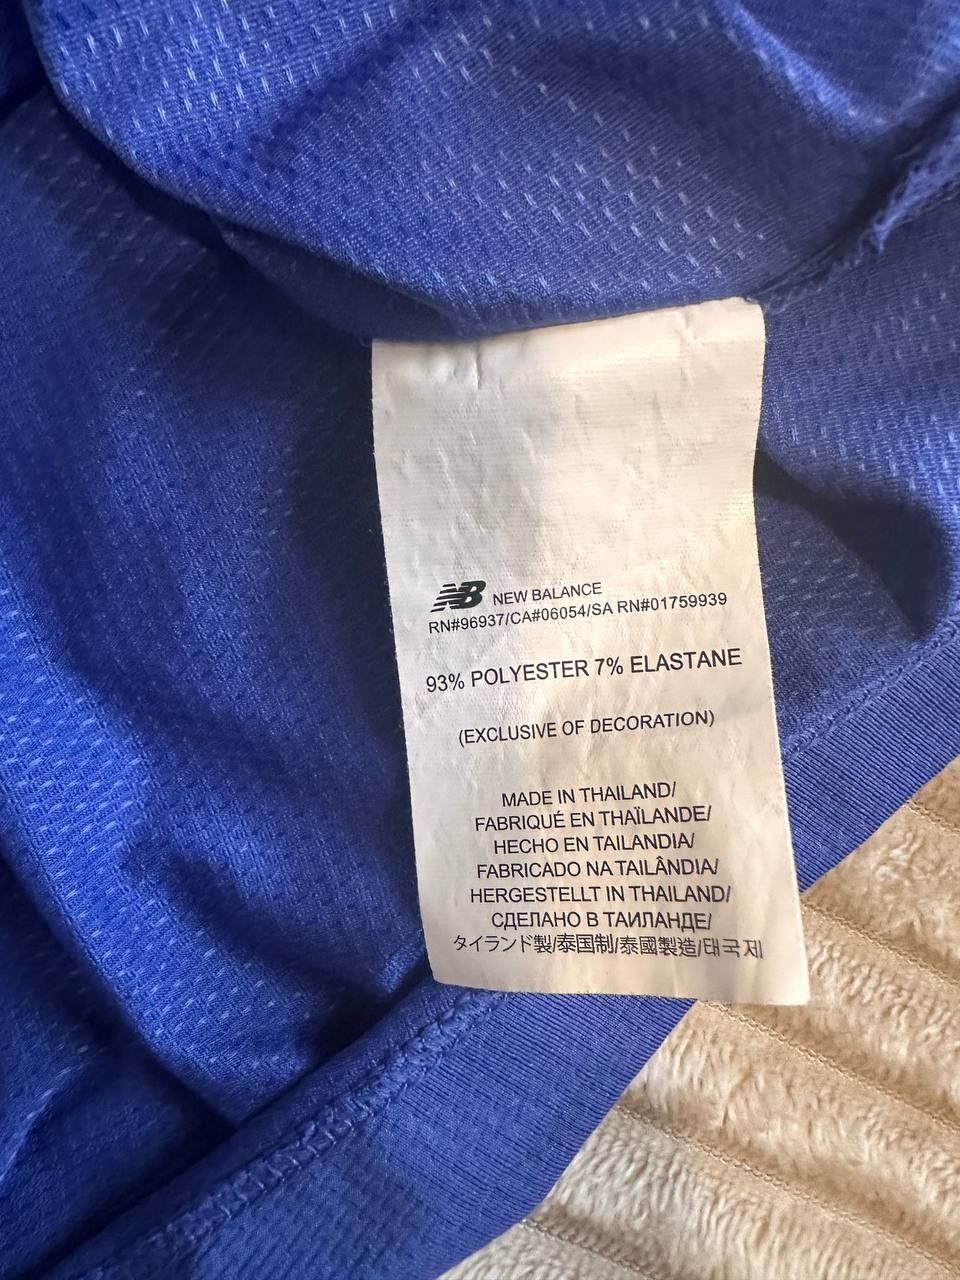 NB NEW BALANCE
RN#96937/CA#06054/SA RN#01759939
93% POLYESTER 7% ELASTANE
(EXCLUSIVE OF DECORATION)
MADE IN THAILAND/
FABRIQUÉ EN THAÏLANDE/
HECHO EN TAILANDIA/
FABRICADO NA TAILÂNDIA/
HERGESTELLT IN THAILAND/
СДЕЛАНО В ТАИЛАНДЕ/
タイランド製/泰国制/泰國製造/태국제